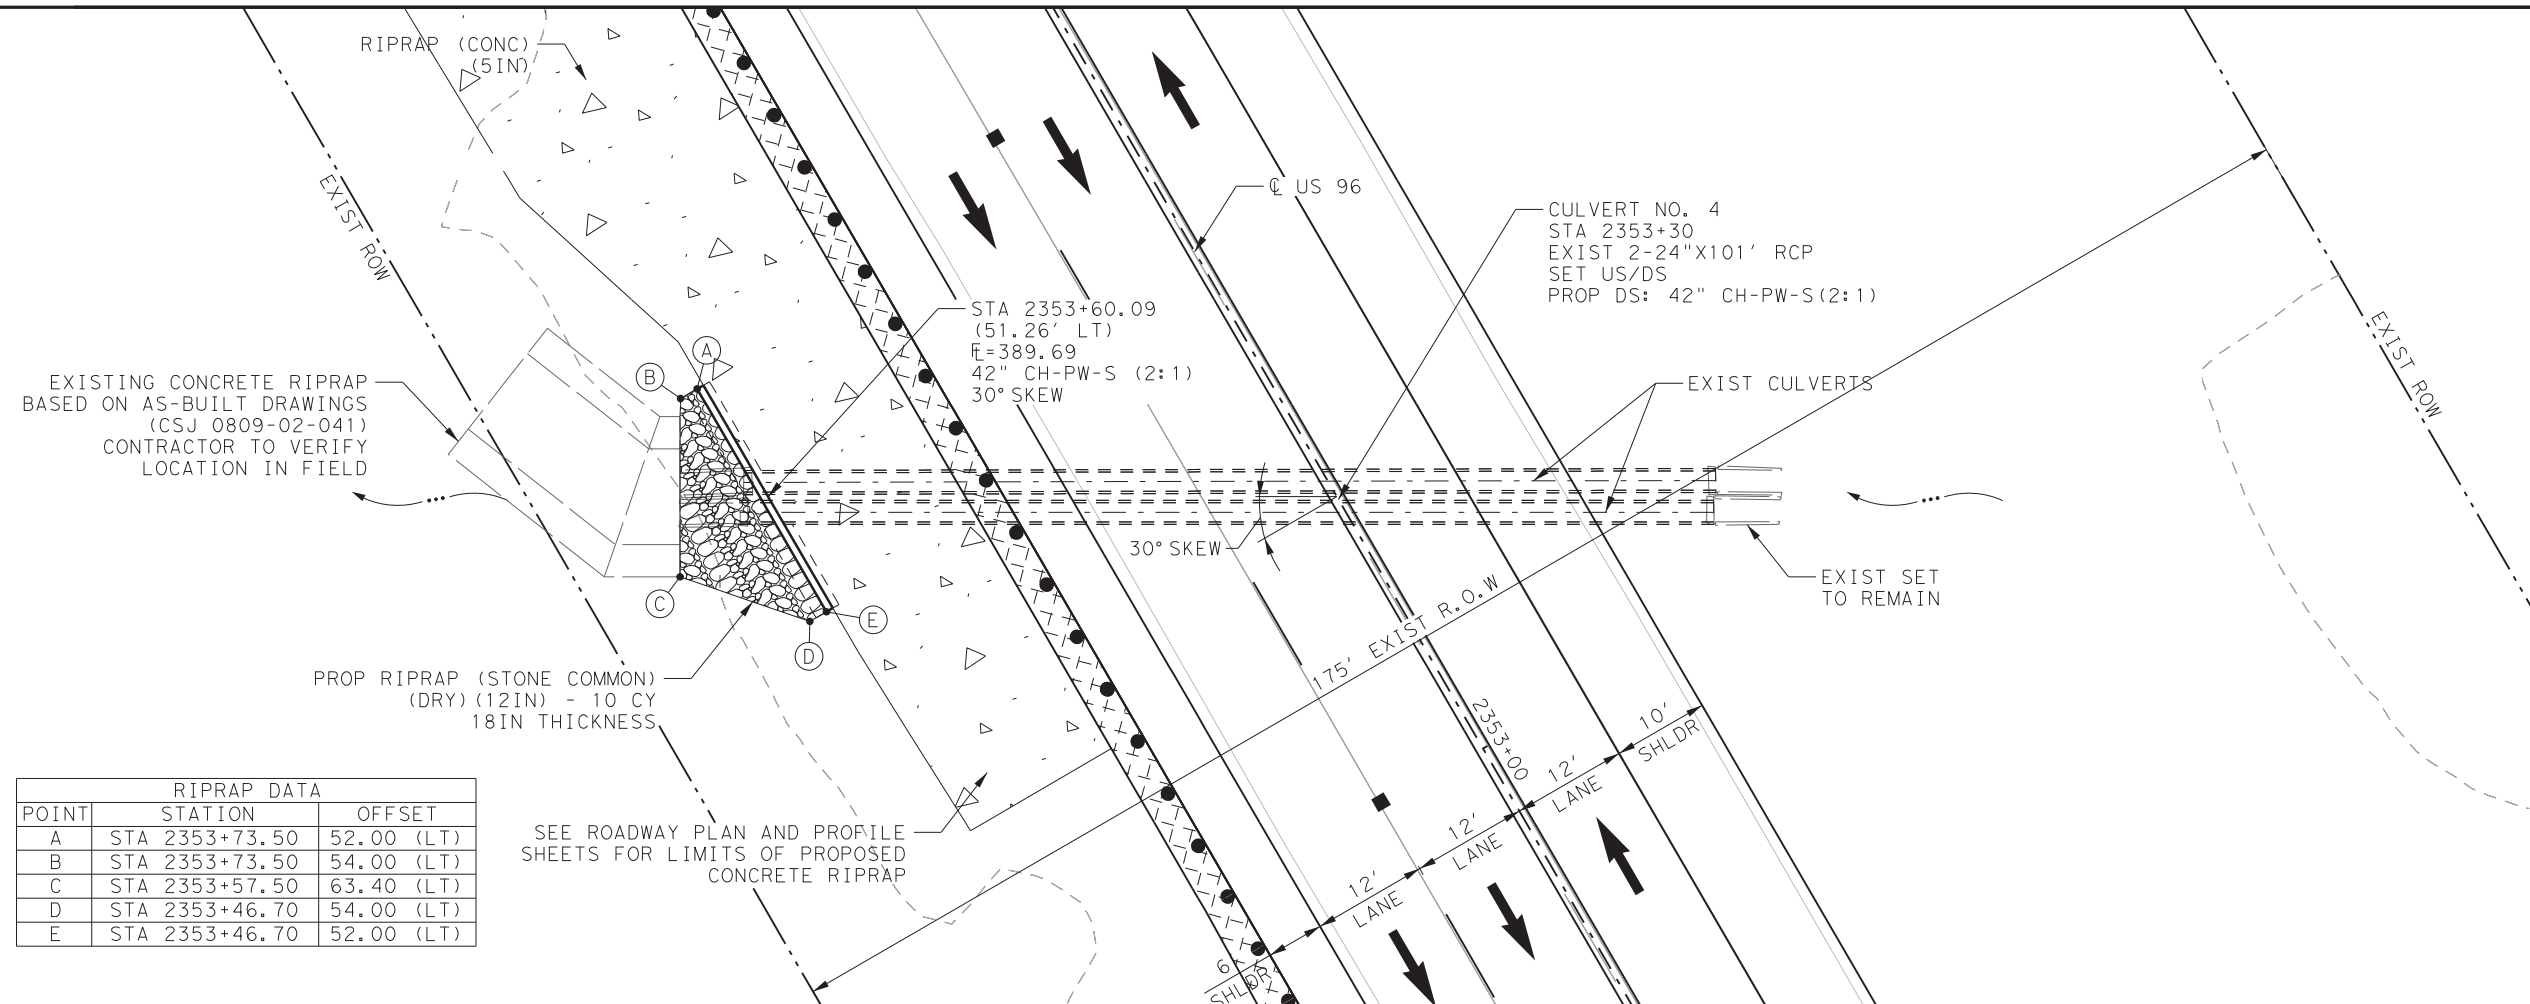 RIPRAP (CONC)
(5IN)
EXIST ROW
℄ US 96
CULVERT NO. 4
STA 2353+30
EXIST 2-24"X101' RCP
SET US/DS
PROP DS: 42" CH-PW-S(2:1)
STA 2353+60.09
(51.26' LT)
FL=389.69
42" CH-PW-S (2:1)
30° SKEW
EXIST ROW
A
B
EXISTING CONCRETE RIPRAP
BASED ON AS-BUILT DRAWINGS
(CSJ 0809-02-041)
CONTRACTOR TO VERIFY
LOCATION IN FIELD
EXIST CULVERTS
30° SKEW
EXIST SET
TO REMAIN
C
E
D
175' EXIST R.O.W
PROP RIPRAP (STONE COMMON)
(DRY)(12IN) - 10 CY
18IN THICKNESS
2353+00
10'
SHLDR
12'
LANE
12'
LANE
12'
LANE
6'
SHLDR
SEE ROADWAY PLAN AND PROFILE
SHEETS FOR LIMITS OF PROPOSED
CONCRETE RIPRAP
RIPRAP DATA
POINT STATION OFFSET
A STA 2353+73.50 52.00 (LT)
B STA 2353+73.50 54.00 (LT)
C STA 2353+57.50 63.40 (LT)
D STA 2353+46.70 54.00 (LT)
E STA 2353+46.70 52.00 (LT)